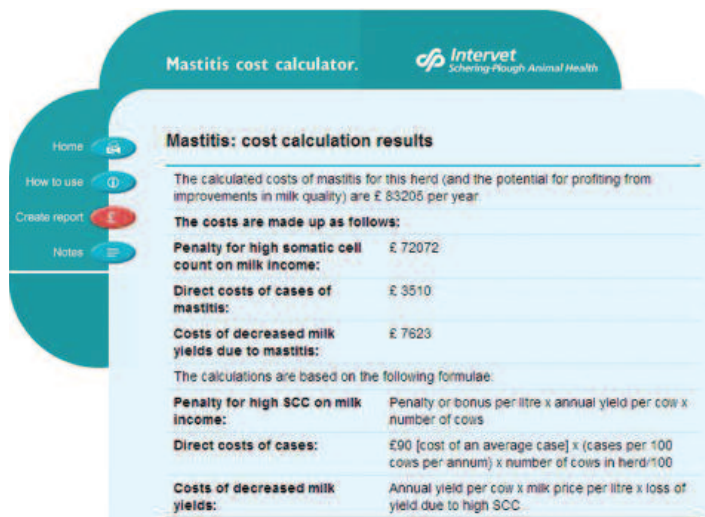 Mastitis cost calculator.
Intervet
Schering-Plough Animal Health
Home
How to use
Create report
Notes
Mastitis: cost calculation results
The calculated costs of mastitis for this herd (and the potential for profiting from
improvements in milk quality) are £ 83205 per year
The costs are made up as follows:
Penalty for high somatic cell
count on milk income:
£ 72072
Direct costs of cases of
mastitis:
£ 3510
Costs of decreased milk
yields due to mastitis:
£ 7623
The calculations are based on the following formulae:
Penalty for high SCC on milk
income:
Penalty or bonus per litre x annual yield per cow x
number of cows
Direct costs of cases:
£90 [cost of an average case] x (cases per 100
cows per annum) x number of cows in herd/100
Costs of decreased milk
yields:
Annual yield per cow x milk price per litre x loss of
yield due to high SCC